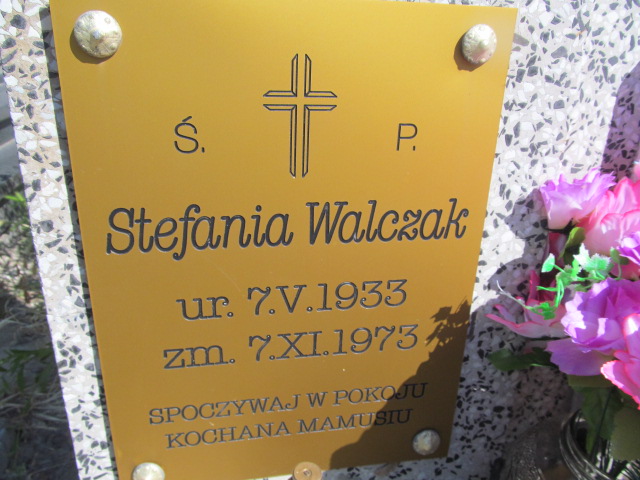 Ś. P.
Stefania Walczak
ur. 7.V.1933
zm. 7.XI.1973
SPOCZYWAJ W POKOJU
KOCHANA MAMUSIU